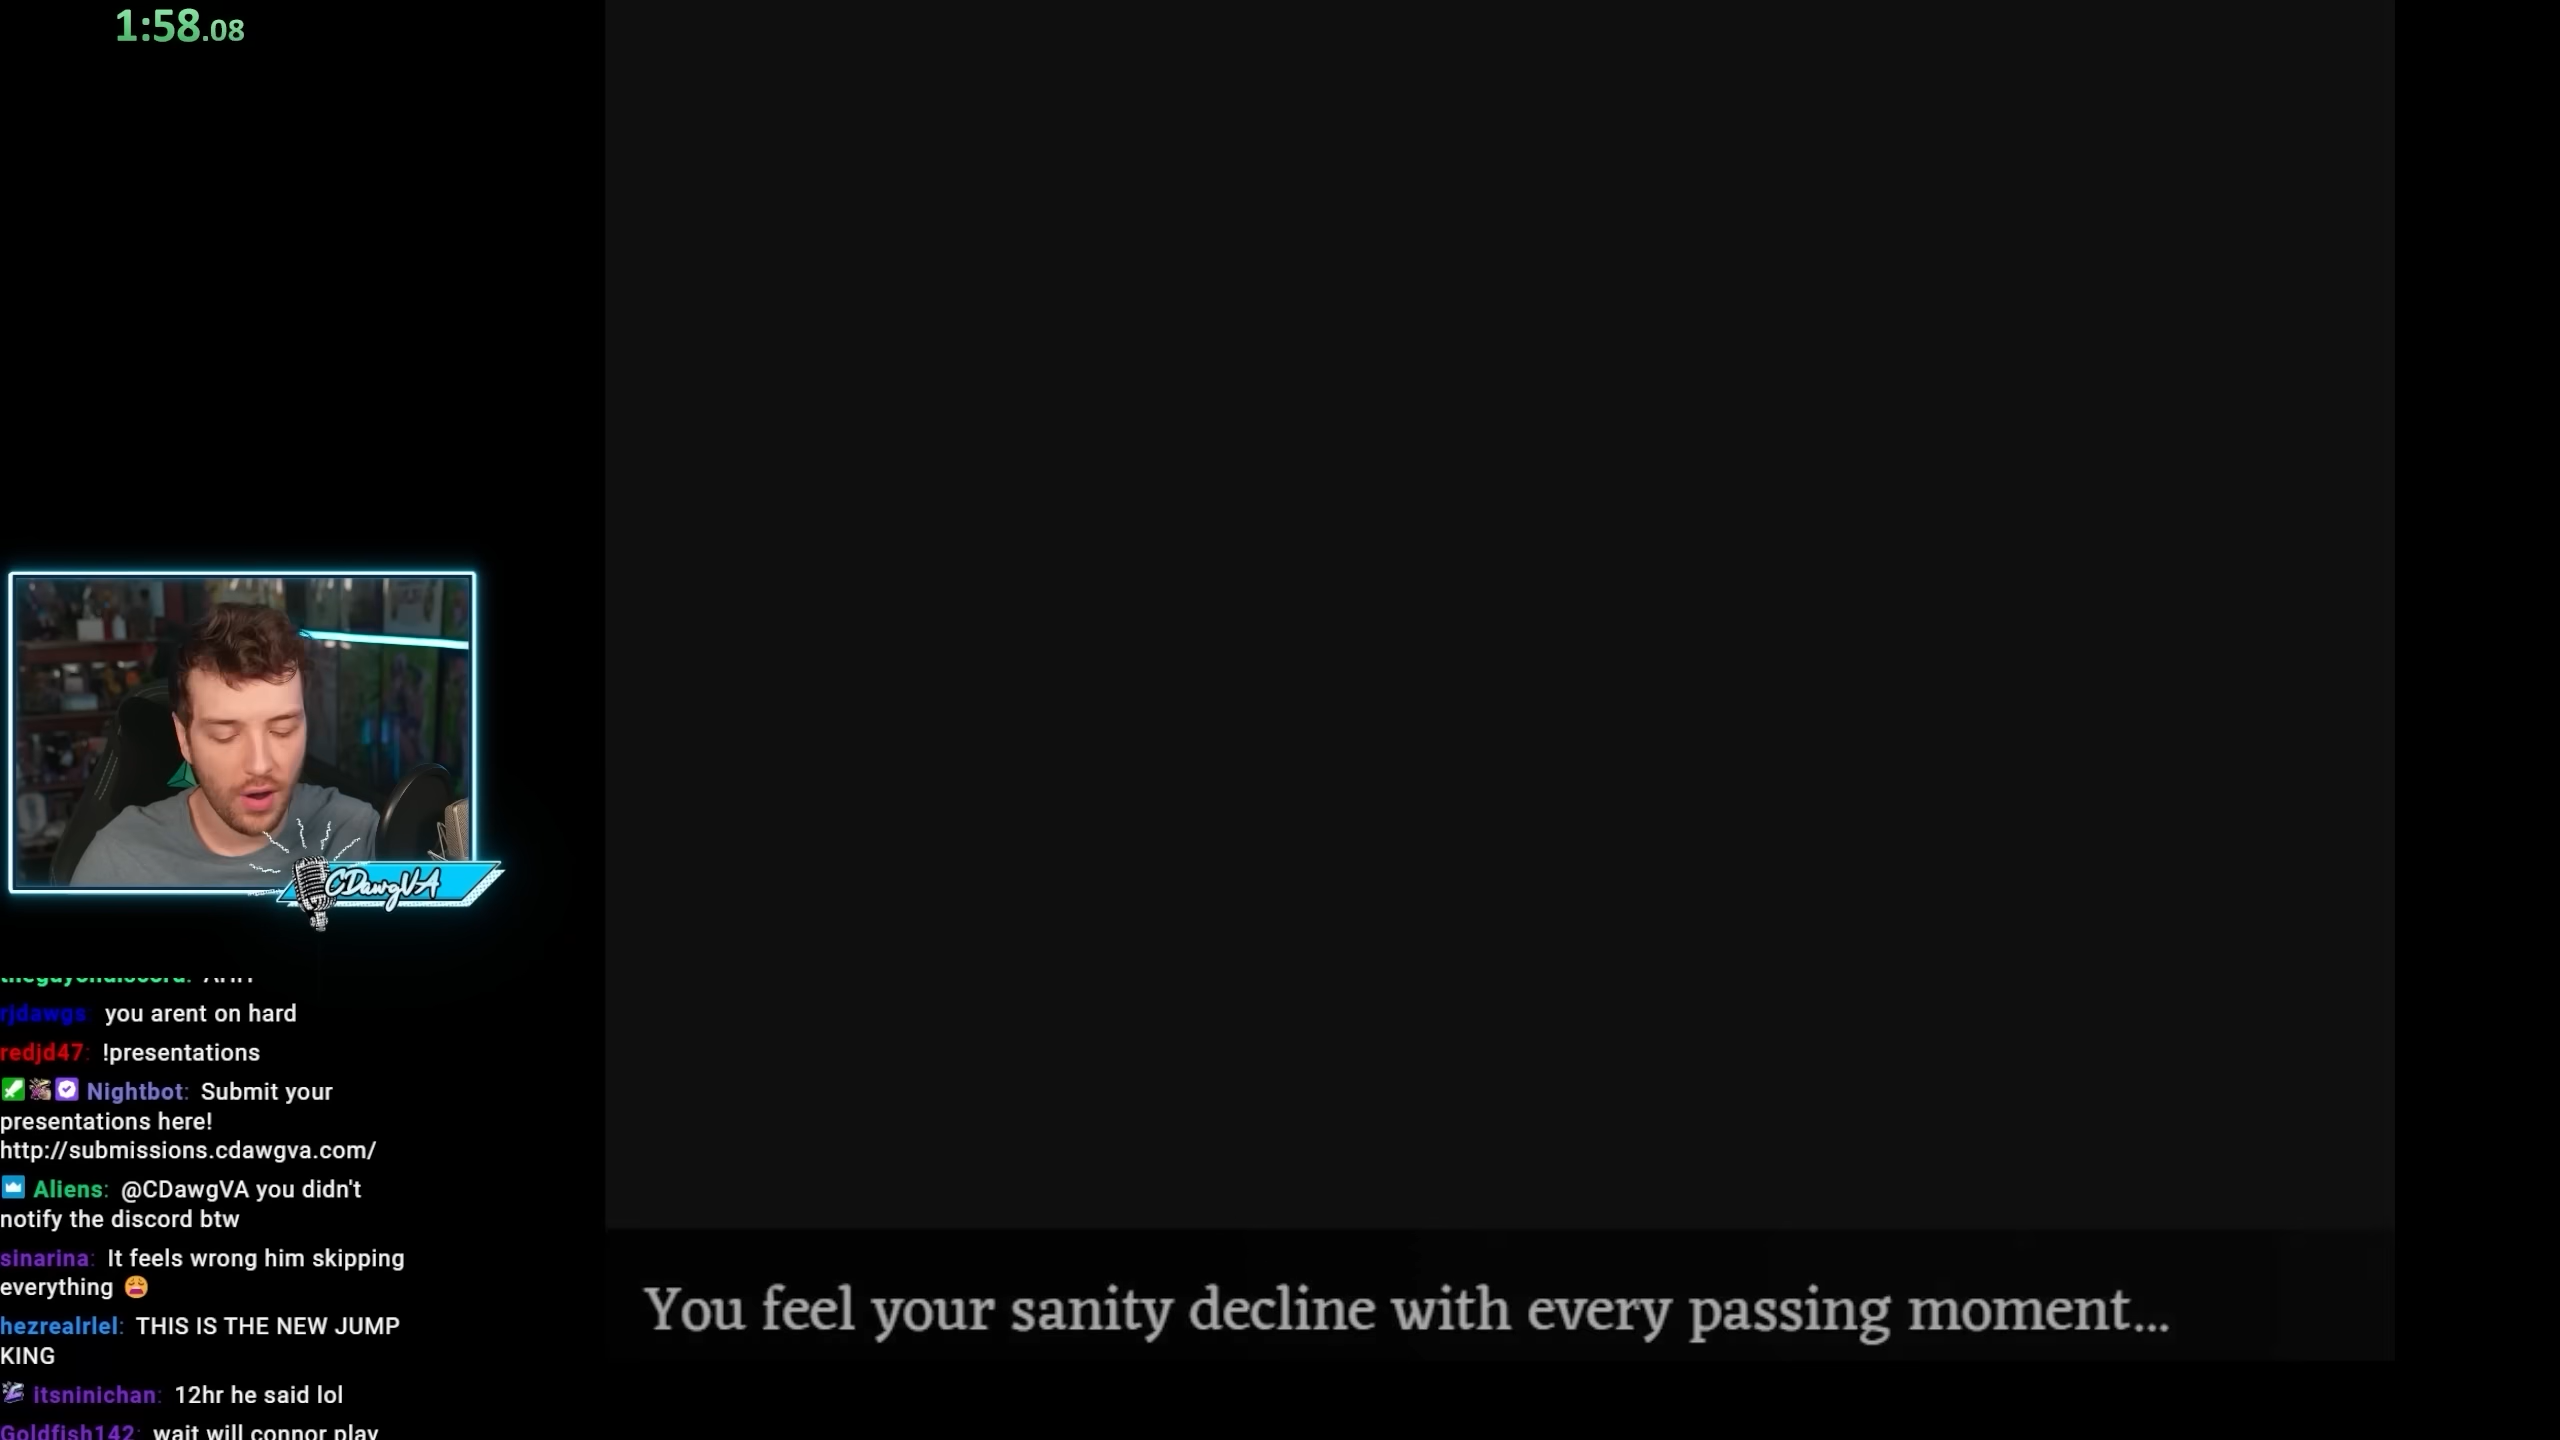 1:58.08
CDawgVA
rjdawgs: you arent on hard
redjd47: !presentations
Nightbot: Submit your
presentations here!
http://submissions.cdawgva.com/
Aliens: @CDawgVA you didn't
notify the discord btw
sinarina: It feels wrong him skipping
everything 😩
hezrealrlel: THIS IS THE NEW JUMP
KING
itsninichan: 12hr he said lol
Goldfish142: wait will connor play
You feel your sanity decline with every passing moment...